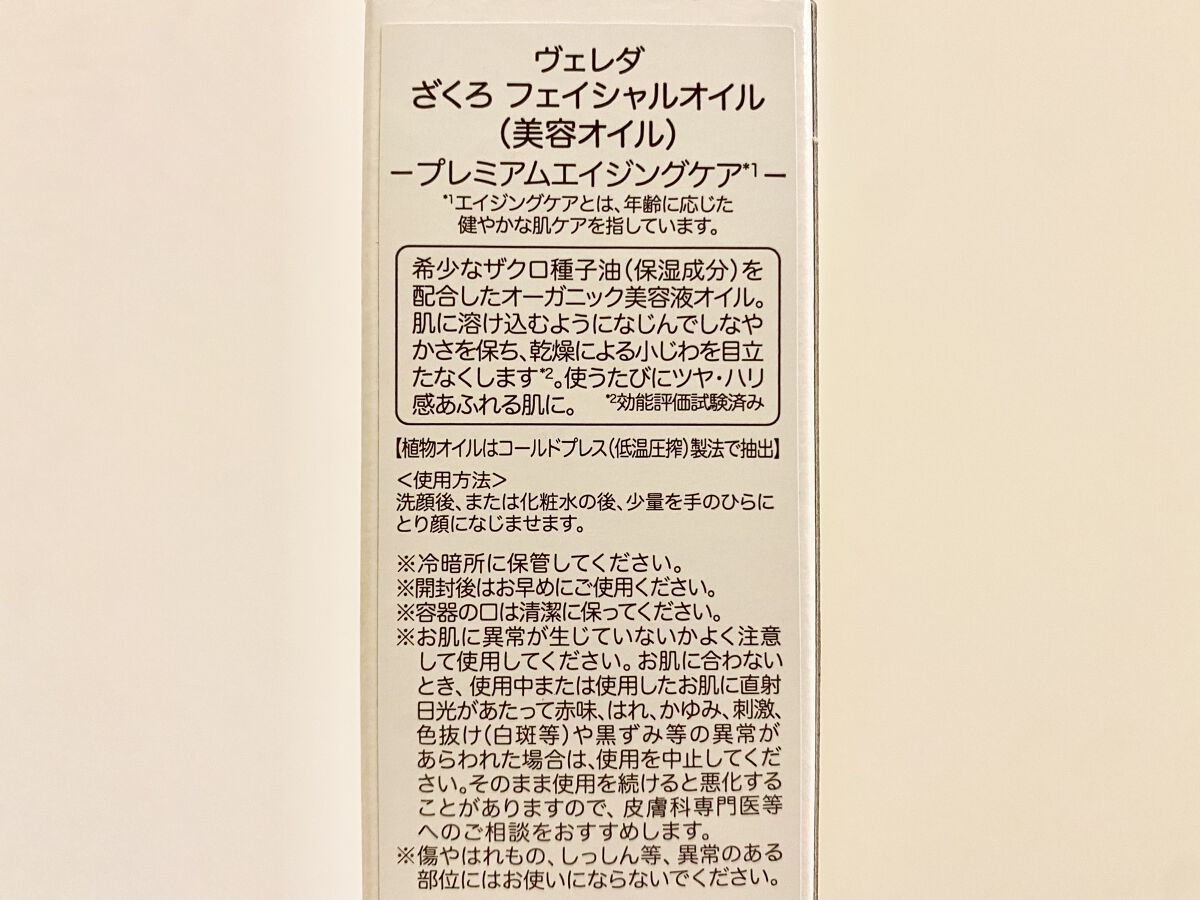 ヴェレダ
ざくろ フェイシャルオイル
(美容オイル)
−プレミアムエイジングケア*1−
*1エイジングケアとは、年齢に応じた
健やかな肌ケアを指しています。
希少なザクロ種子油(保湿成分)を
配合したオーガニック美容液オイル。
肌に溶け込むようになじんでしなや
かさを保ち、乾燥による小じわを目立
たなくします*2。使うたびにツヤ・ハリ
感あふれる肌に。 *2効能評価試験済み
【植物オイルはコールドプレス(低温圧搾)製法で抽出】
<使用方法>
洗顔後、または化粧水の後、少量を手のひらに
とり顔になじませます。
※冷暗所に保管してください。
※開封後はお早めにご使用ください。
※容器の口は清潔に保ってください。
※お肌に異常が生じていないかよく注意
して使用してください。お肌に合わない
とき、使用中または使用したお肌に直射
日光があたって赤味、はれ、かゆみ、刺激、
色抜け(白斑等)や黒ずみ等の異常が
あらわれた場合は、使用を中止してくだ
さい。そのまま使用を続けると悪化する
ことがありますので、皮膚科専門医等
へのご相談をおすすめします。
※傷やはれもの、しっしん等、異常のある
部位にはお使いにならないでください。